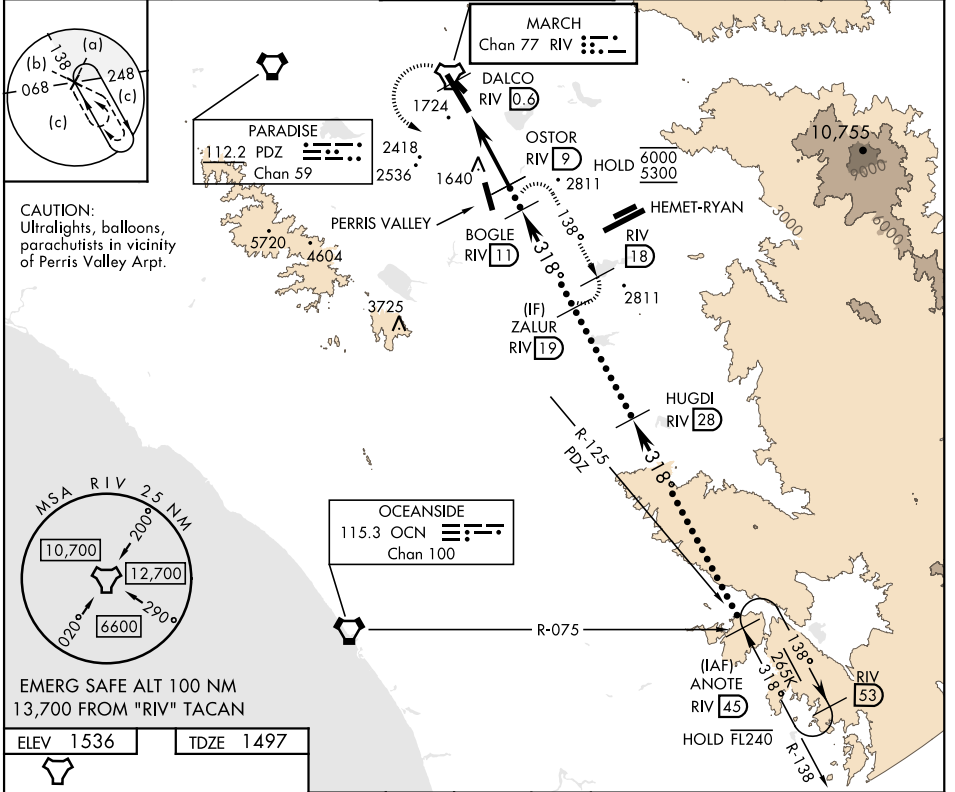 138
(a)
(b)
068
248
(c)
(c)
MARCH
Chan 77 RIV
DALCO
RIV 0.6
1724
PARADISE
112.2 PDZ
Chan 59
2418
2536
1640
OSTOR
RIV 9
HOLD 6000
5300
2811
10,755
9000
6000
3000
HEMET-RYAN
PERRIS VALLEY
BOGLE
RIV 11
138°
RIV
18
318°
2811
CAUTION:
Ultralights, balloons,
parachutists in vicinity
of Perris Valley Arpt.
5720
4604
3725
(IF)
ZALUR
RIV 19
HUGDI
RIV 28
R-125
PDZ
318°
MSA RIV 25 NM
200°
10,700
12,700
020°
290°
6600
OCEANSIDE
115.3 OCN
Chan 100
R-075
138°
265K
318°
(IAF)
ANOTE
RIV 45
RIV
53
HOLD FL240
R-138
EMERG SAFE ALT 100 NM
13,700 FROM "RIV" TACAN
ELEV 1536
TDZE 1497